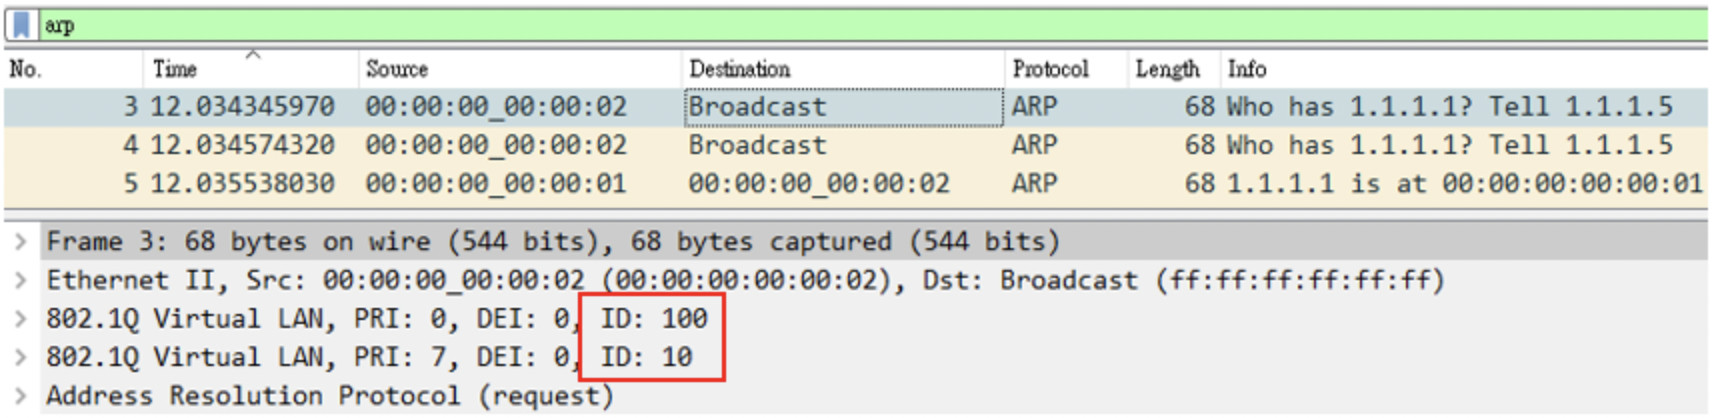 arp
No. Time Source Destination Protocol Length Info
3 12.034345970 00:00:00_00:00:02 Broadcast ARP 68 Who has 1.1.1.1? Tell 1.1.1.5
4 12.034574320 00:00:00_00:00:02 Broadcast ARP 68 Who has 1.1.1.1? Tell 1.1.1.5
5 12.035538030 00:00:00_00:00:01 00:00:00_00:00:02 ARP 68 1.1.1.1 is at 00:00:00:00:00:01
> Frame 3: 68 bytes on wire (544 bits), 68 bytes captured (544 bits)
> Ethernet II, Src: 00:00:00_00:00:02 (00:00:00:00:00:02), Dst: Broadcast (ff:ff:ff:ff:ff:ff)
> 802.1Q Virtual LAN, PRI: 0, DEI: 0, ID: 100
> 802.1Q Virtual LAN, PRI: 7, DEI: 0, ID: 10
> Address Resolution Protocol (request)